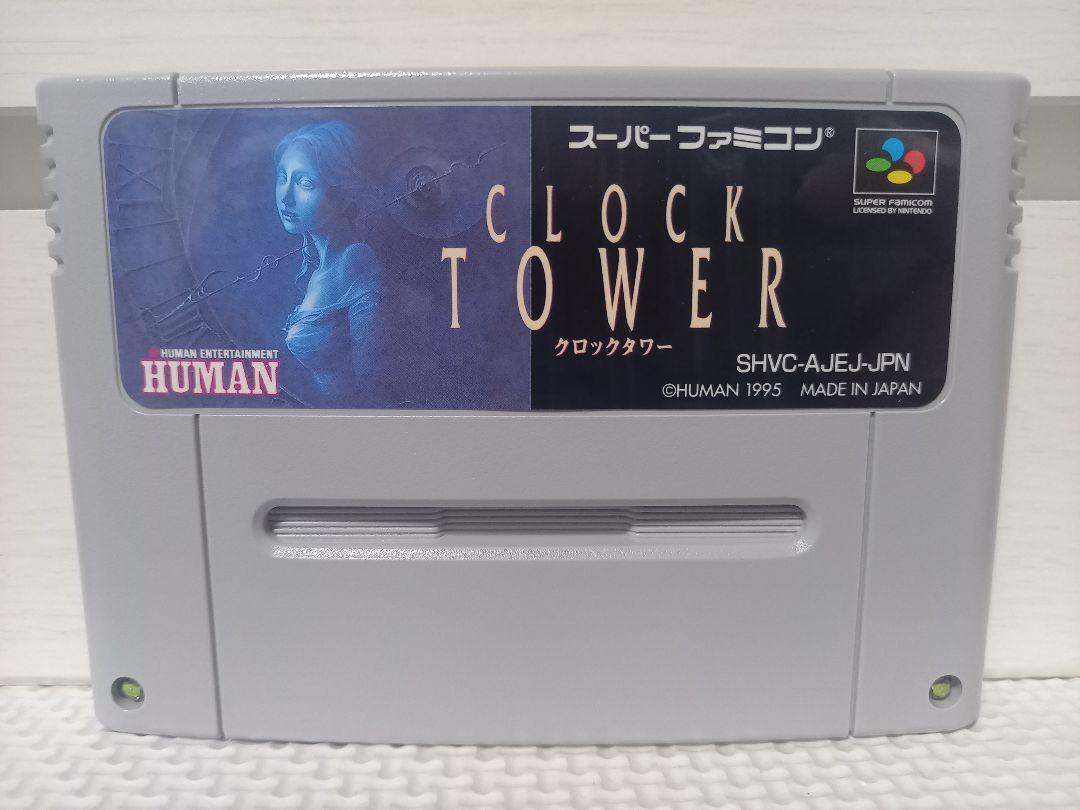 スーパーファミコン®
SUPER FAMICOM
LICENSED BY NINTENDO
CLOCK
TOWER
クロックタワー
HUMAN ENTERTAINMENT
HUMAN
SHVC-AJEJ-JPN
©HUMAN 1995 MADE IN JAPAN